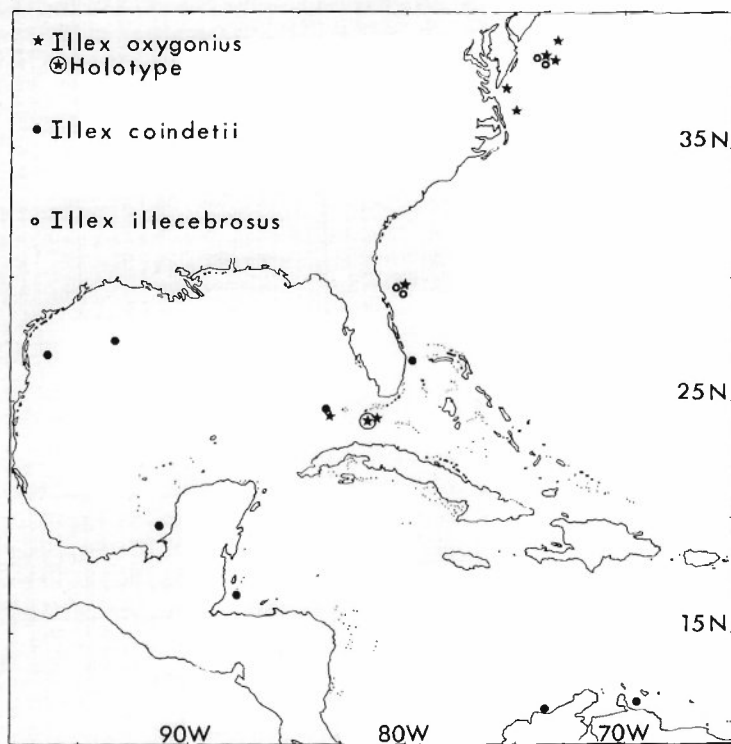 ★ Illex oxygonius
Holotype
● Illex coindetii
○ Illex illecebrosus
35N
25N
15N
90W 80W 70W